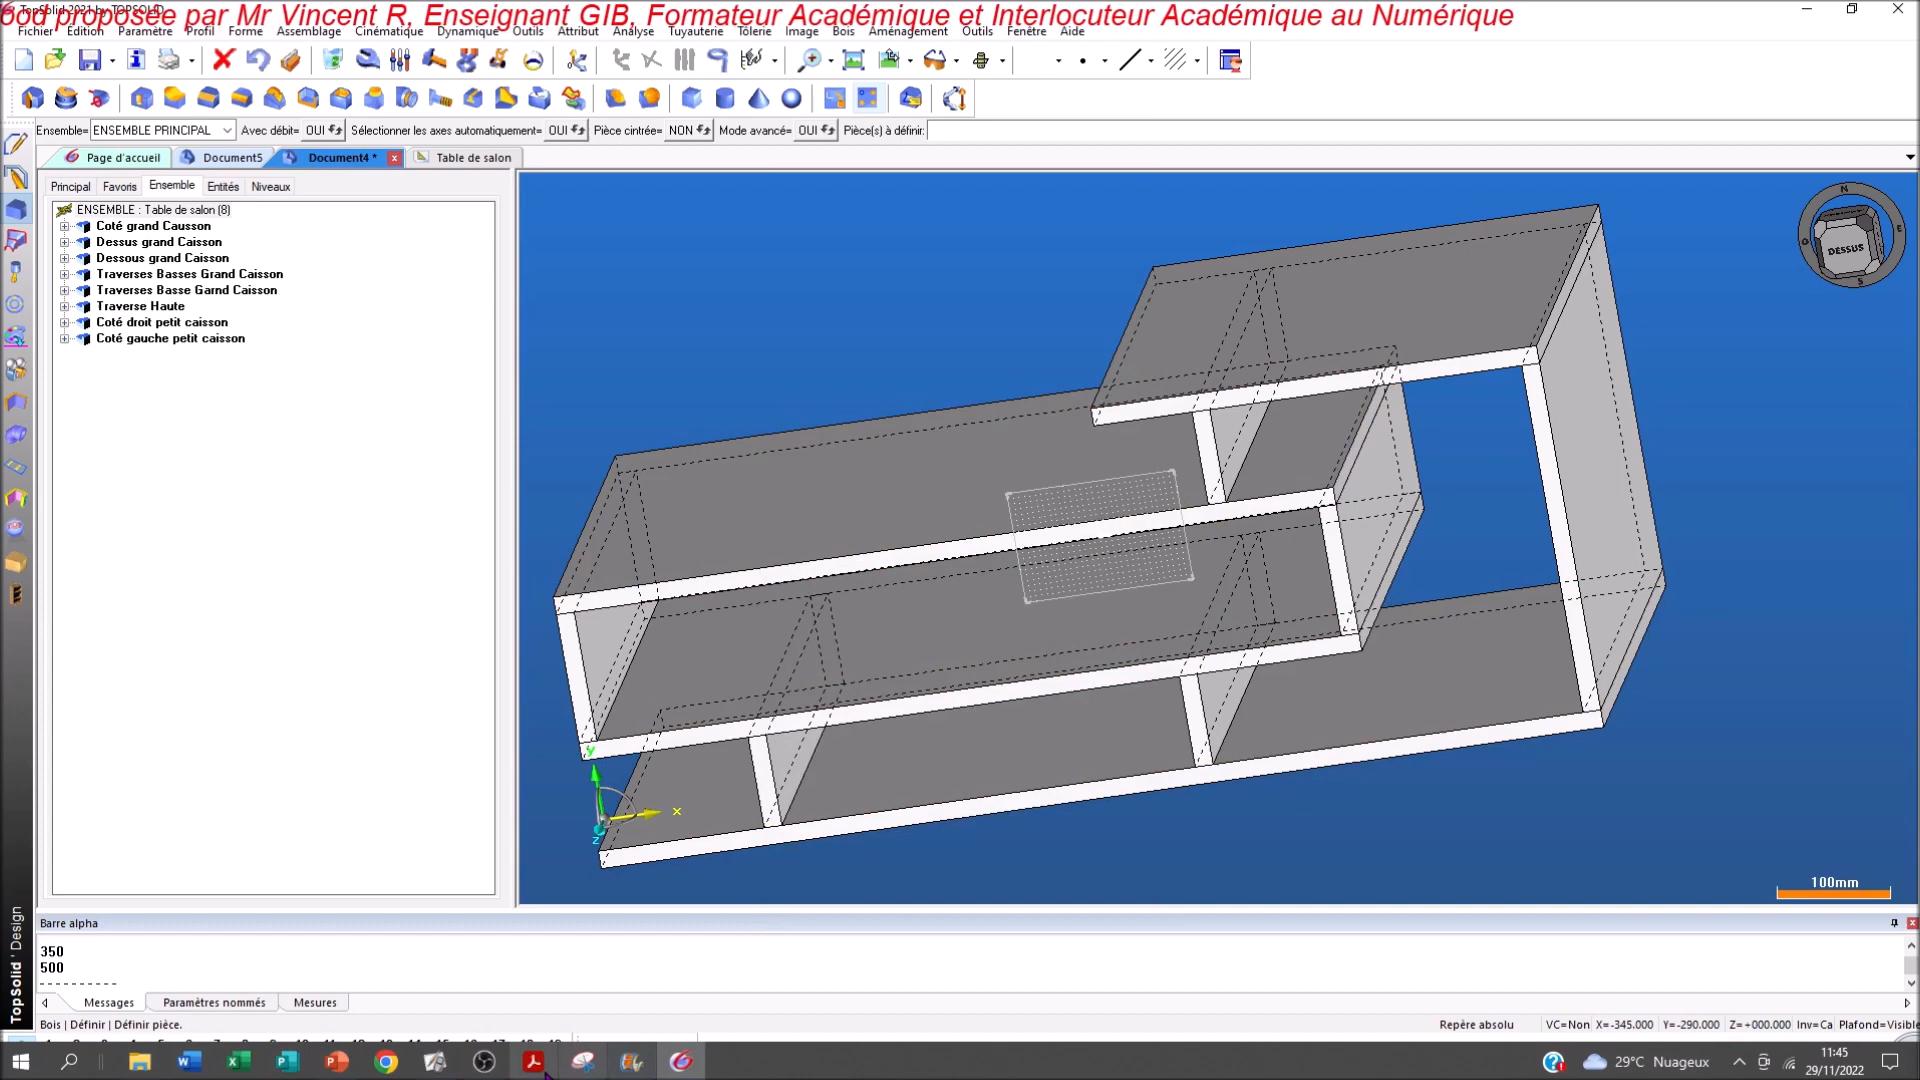 ood proposée par Mr Vincent R, Enseignant GIB, Formateur Académique et Interlocuteur Académique au Numérique
TopSolid 2021 by TOPSOLID
Fichier Edition Paramètre Profil Forme Assemblage Cinématique Dynamique Outils Attribut Analyse Tuyauterie Tôlerie Image Bois Aménagement Outils Fenêtre Aide
Ensemble= ENSEMBLE PRINCIPAL Avec débit= OUI Sélectionner les axes automatiquement= OUI Pièce cintrée= NON Mode avancé= OUI Pièce(s) à définir:
Page d'accueil Document5 Document4 * Table de salon
Principal Favoris Ensemble Entités Niveaux
ENSEMBLE : Table de salon (8)
Coté grand Causson
Dessus grand Caisson
Dessous grand Caisson
Traverses Basses Grand Caisson
Traverses Basse Garnd Caisson
Traverse Haute
Coté droit petit caisson
Coté gauche petit caisson
N
E
S
O
DESSUS
y
x
z
100mm
TopSolid ' Design
Barre alpha
350
500
Messages Paramètres nommés Mesures
Bois | Définir | Définir pièce.
Repère absolu VC=Non X=-345.000 Y=-290.000 Z=+000.000 Inv=Ca Plafond=Visible
29°C Nuageux
11:45
29/11/2022